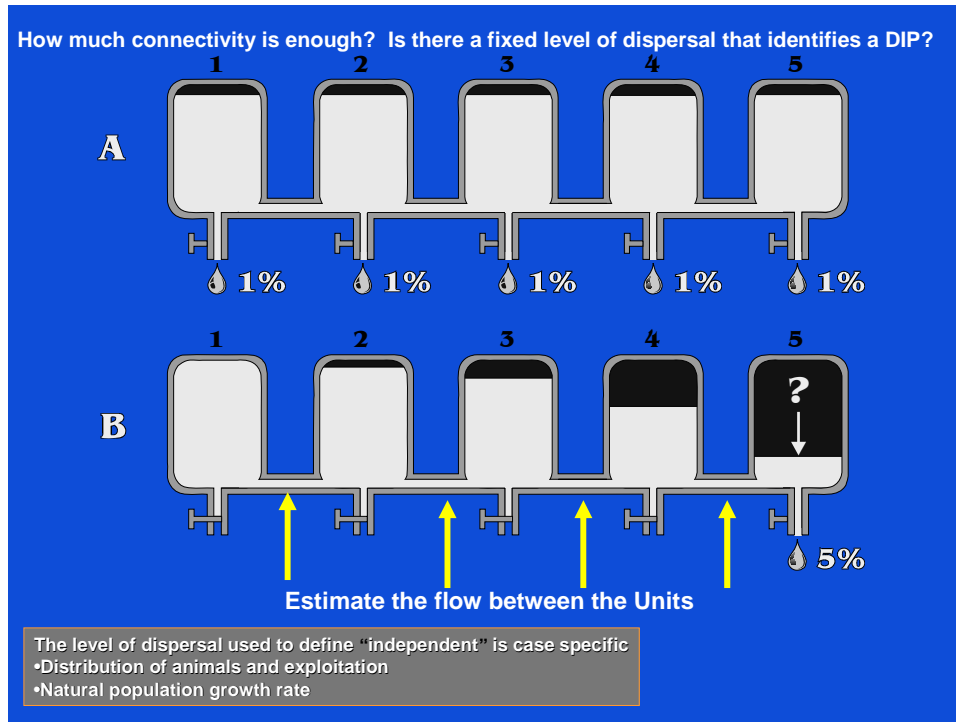 How much connectivity is enough? Is there a fixed level of dispersal that identifies a DIP?
1 2 3 4 5
A
1% 1% 1% 1% 1%
1 2 3 4 5
?
B
5%
Estimate the flow between the Units
The level of dispersal used to define “independent” is case specific
•Distribution of animals and exploitation
•Natural population growth rate